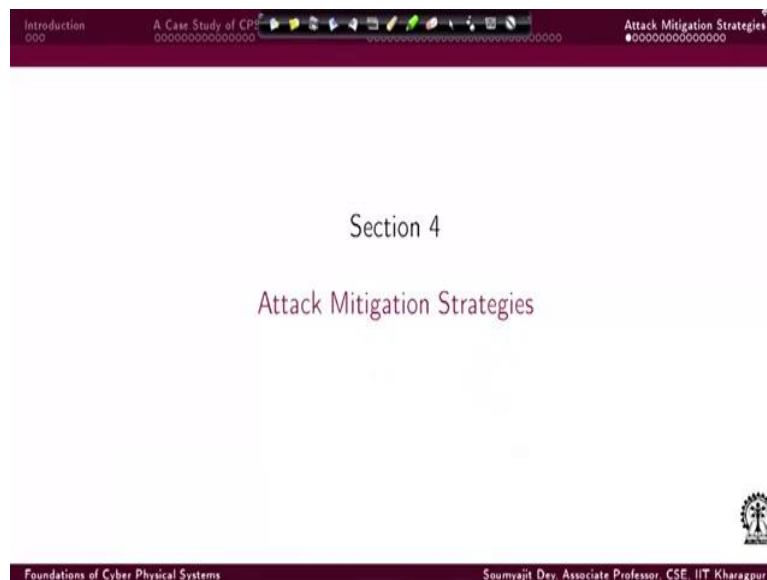 Introduction
A Case Study of CPS
Attack Mitigation Strategies
Section 4
Attack Mitigation Strategies
Foundations of Cyber Physical Systems
Soumyajit Dey, Associate Professor, CSE, IIT Kharagpur